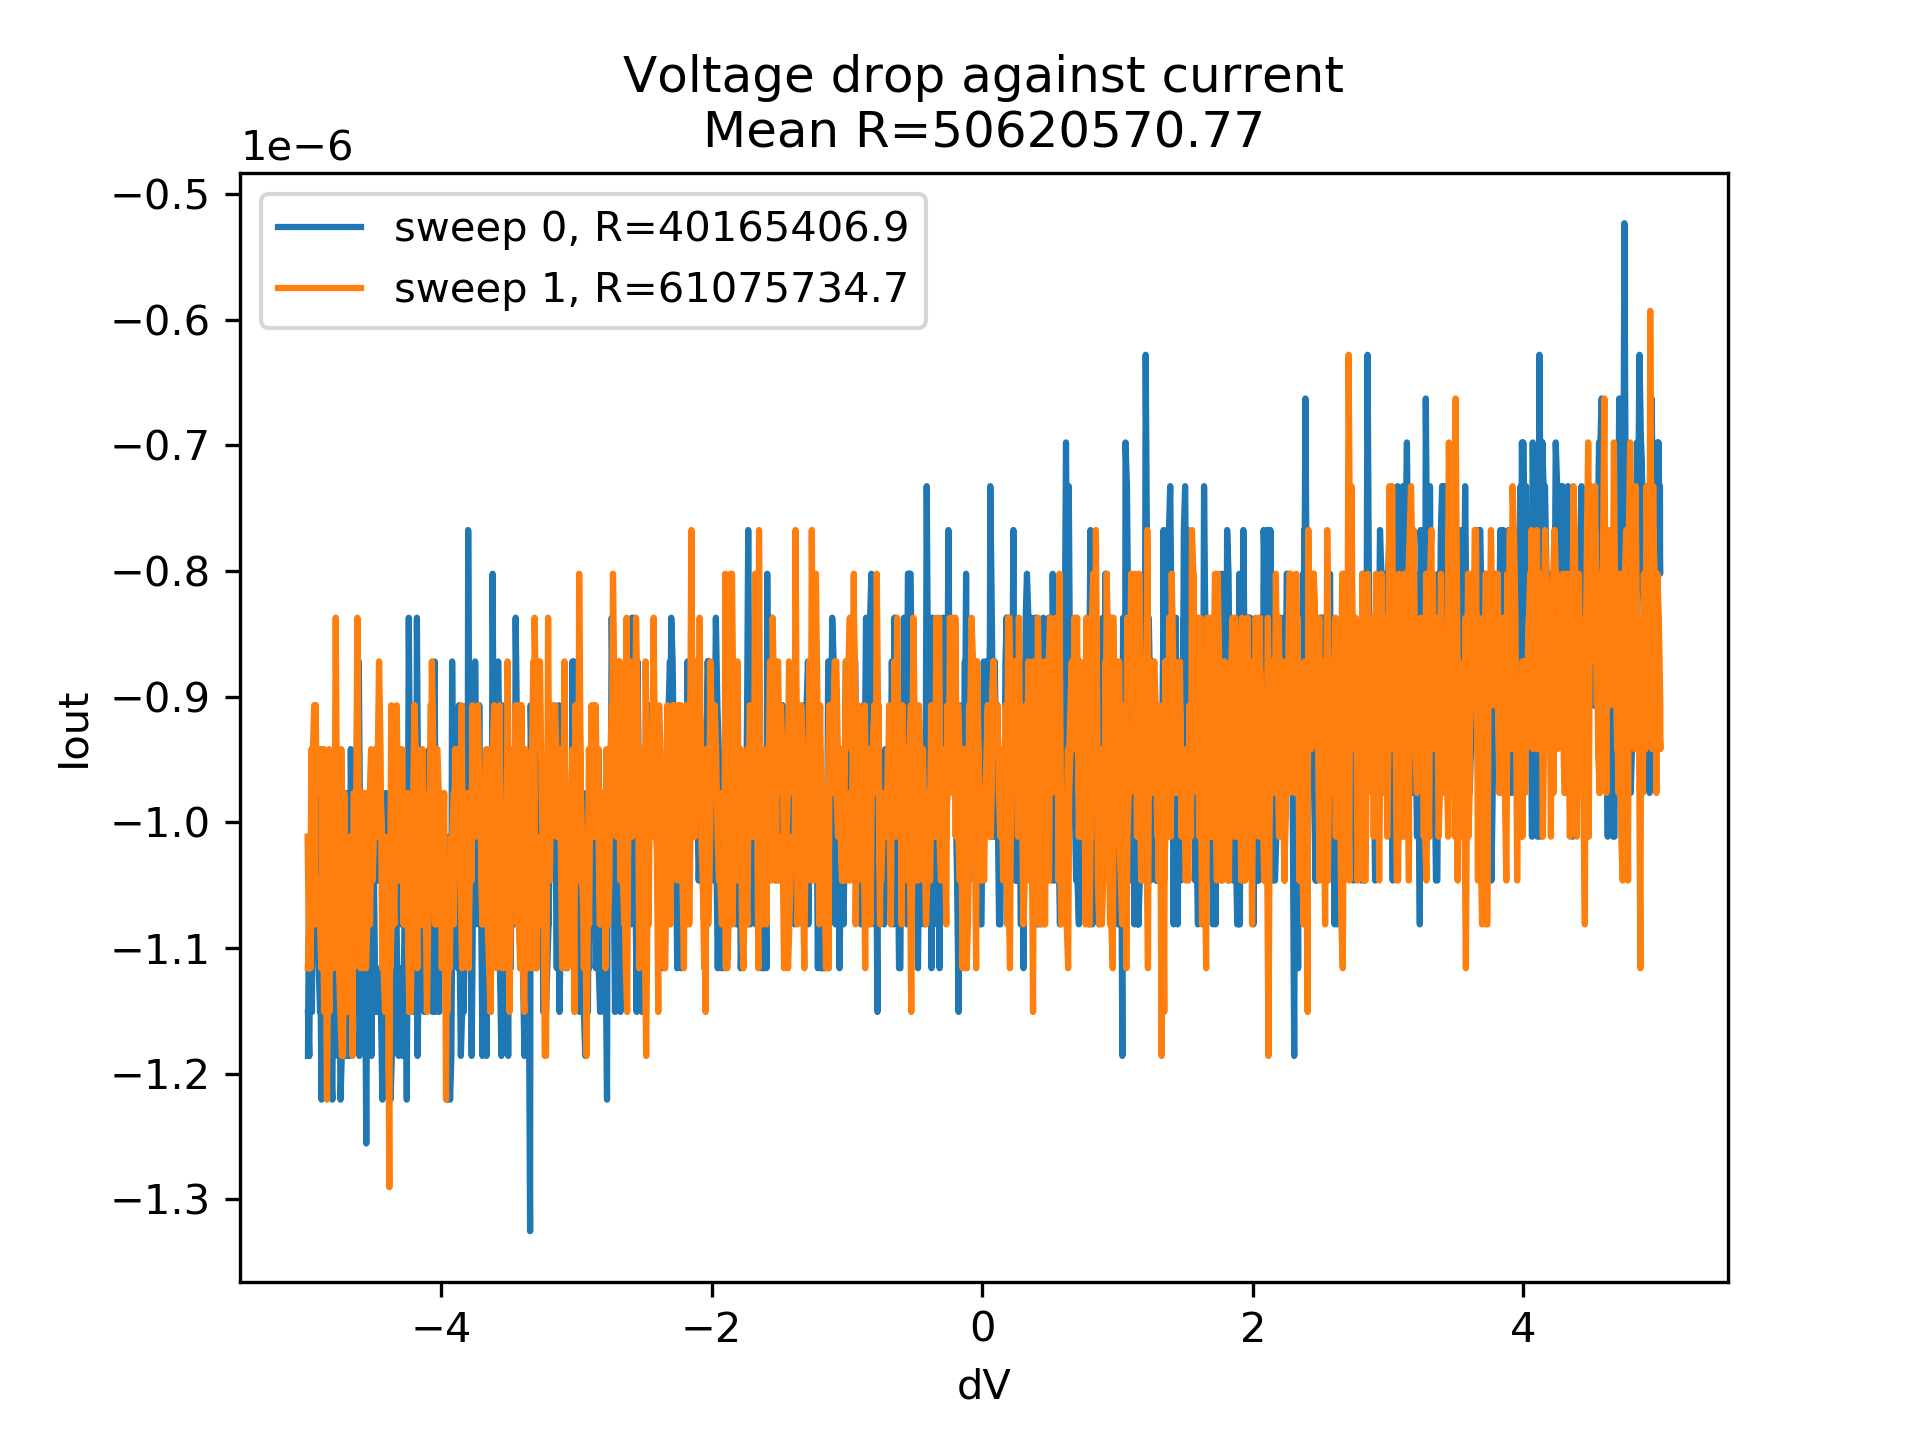 Voltage drop against current
Mean R=50620570.77
1e−6
sweep 0, R=40165406.9
sweep 1, R=61075734.7
−0.5
−0.6
−0.7
−0.8
−0.9
−1.0
−1.1
−1.2
−1.3
Iout
−4
−2
0
2
4
dV